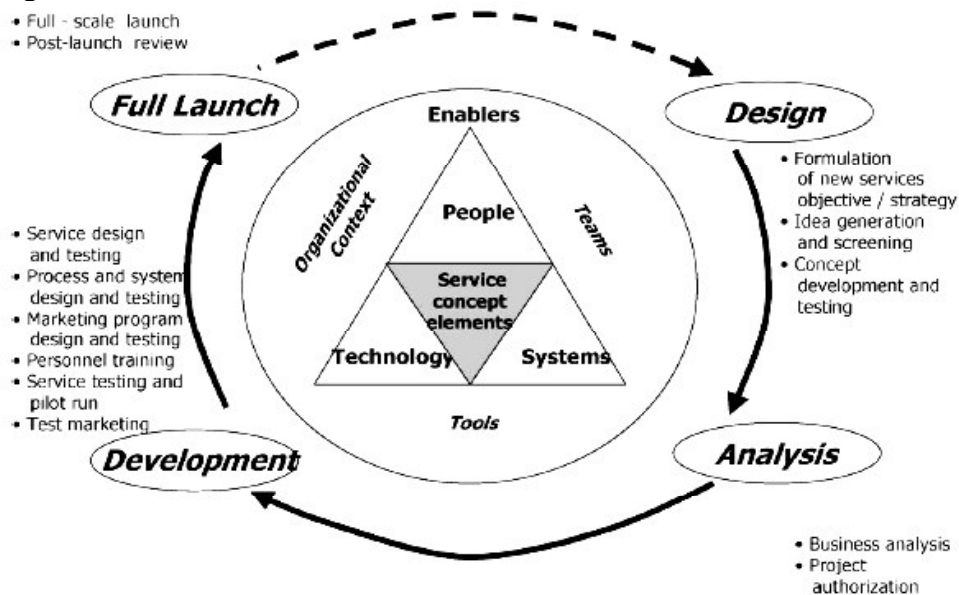 • Full - scale launch
• Post-launch review
Full Launch
Design
• Formulation
of new services
objective / strategy
• Idea generation
and screening
• Concept
development and
testing
Enablers
Organizational
Context
Teams
People
Service
concept
elements
Technology
Systems
Tools
• Service design
and testing
• Process and system
design and testing
• Marketing program
design and testing
• Personnel training
• Service testing and
pilot run
• Test marketing
Development
Analysis
• Business analysis
• Project
authorization